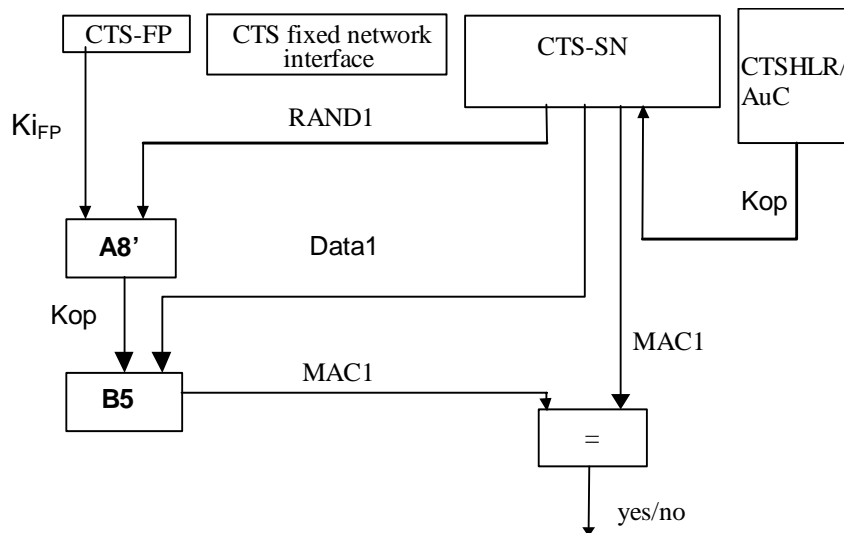 CTS-FP
CTS fixed network
interface
CTS-SN
CTSHLR/
AuC
KiFP
RAND1
Kop
A8’
Data1
Kop
MAC1
B5
MAC1
=
yes/no